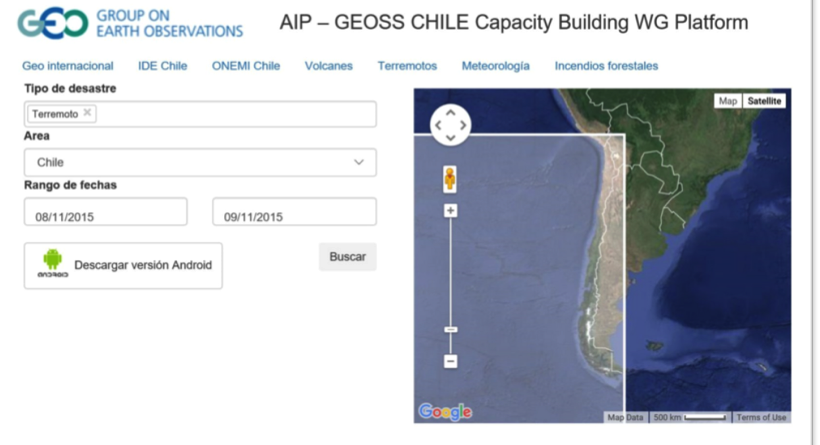 GEO GROUP ON
EARTH OBSERVATIONS
AIP – GEOSS CHILE Capacity Building WG Platform
Geo internacional IDE Chile ONEMI Chile Volcanes Terremotos Meteorología Incendios forestales
Tipo de desastre
Terremoto ×
Area
Chile
Rango de fechas
08/11/2015 09/11/2015
ANDROID Descargar versión Android
Buscar
Map Satellite
Google
Map Data 500 km Terms of Use